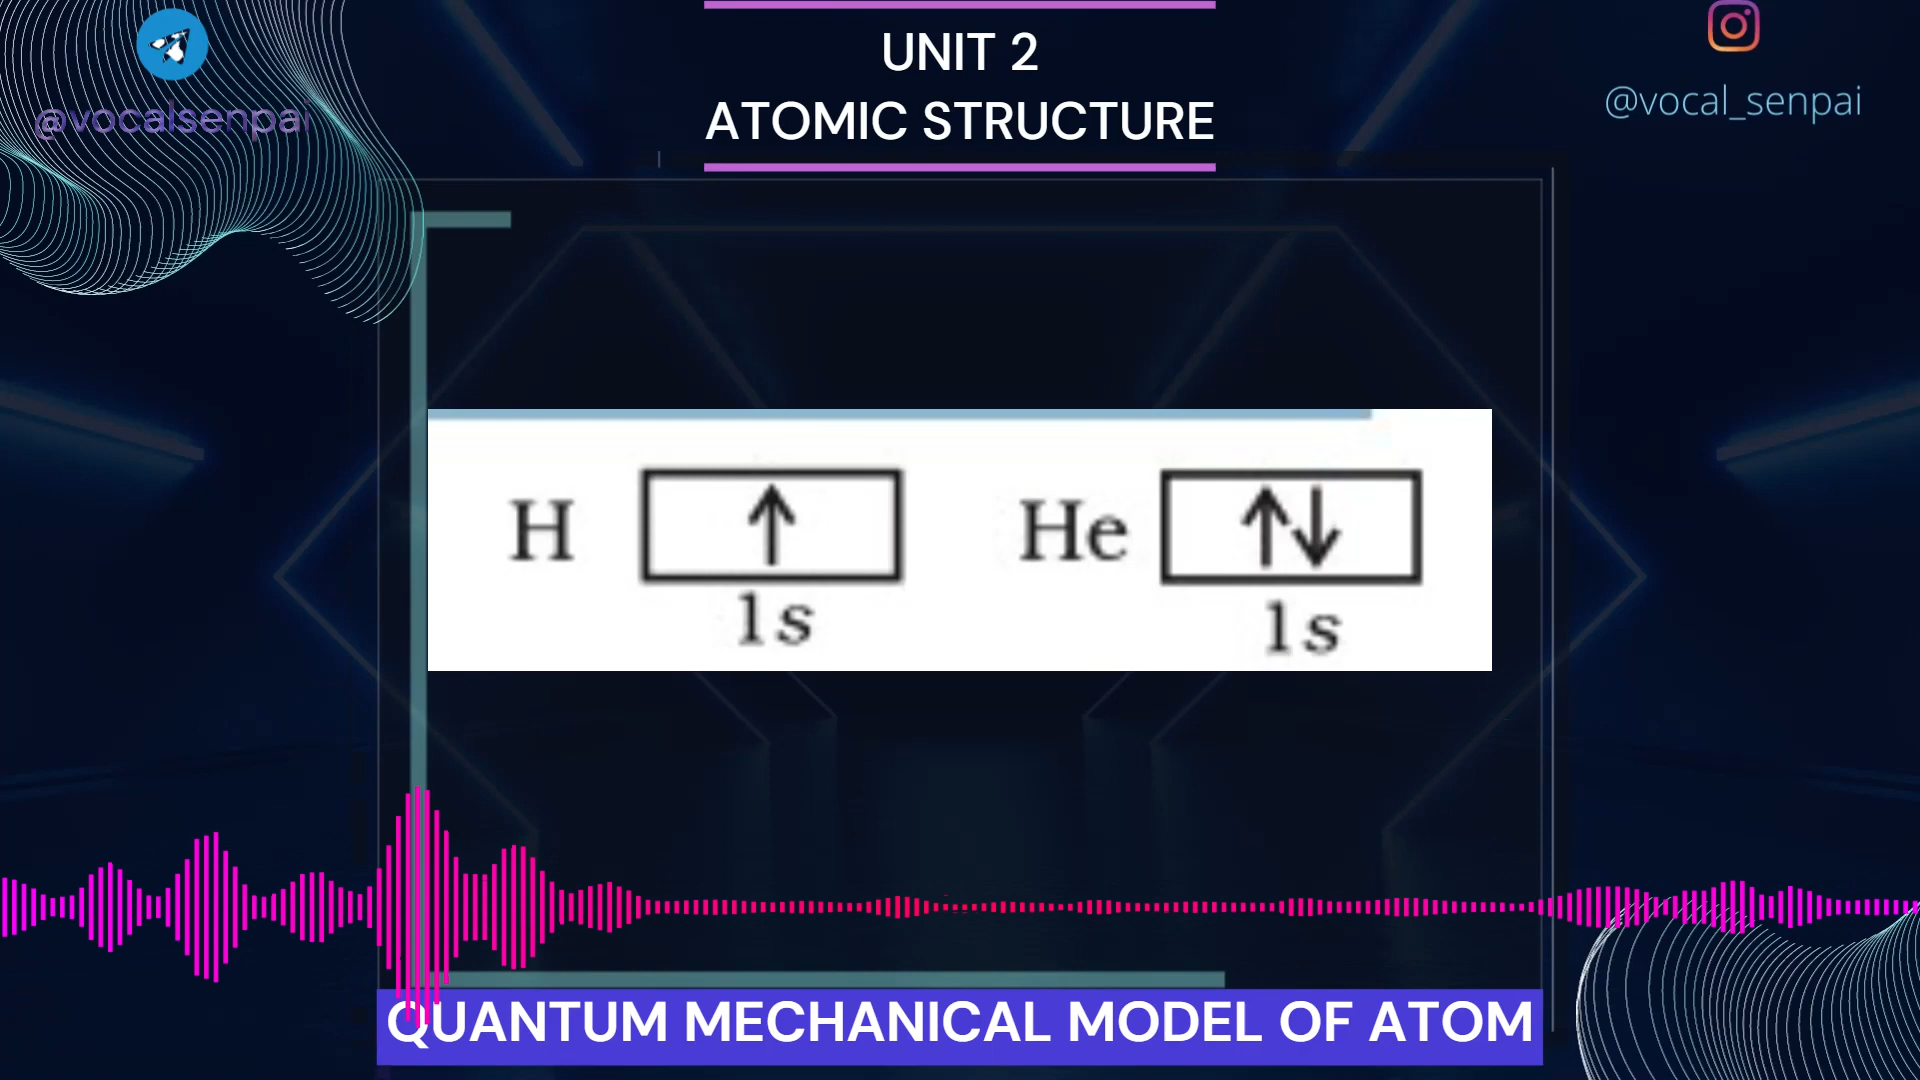 UNIT 2
ATOMIC STRUCTURE
@vocalsenpai
@vocal_senpai
H ↑ He ↑↓
1s 1s
QUANTUM MECHANICAL MODEL OF ATOM